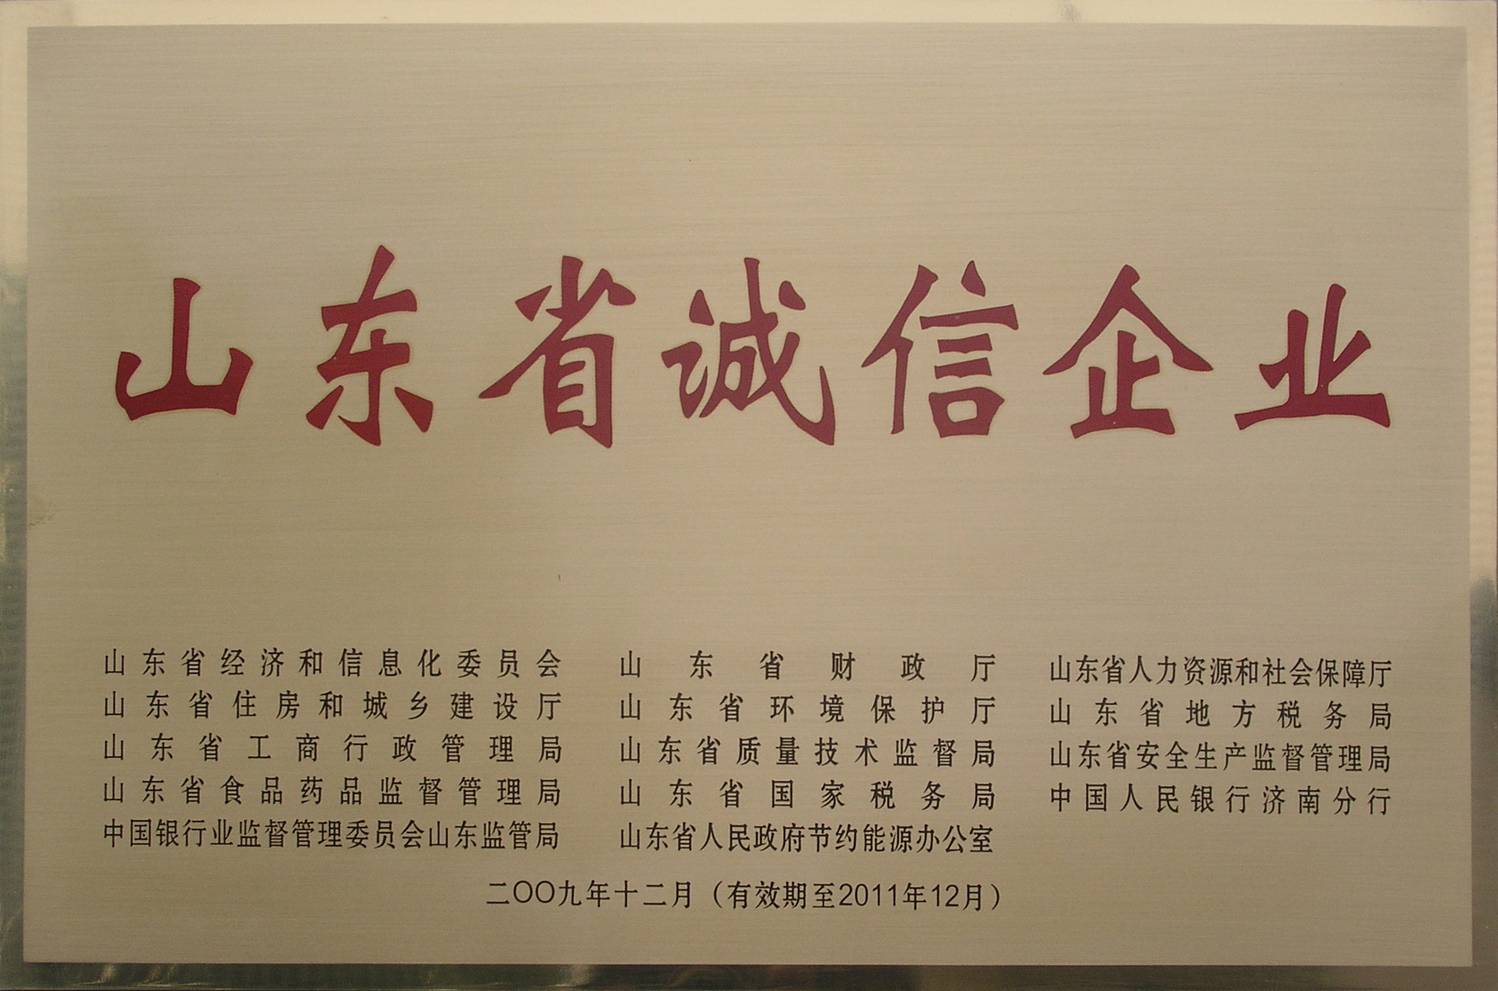 山东省诚信企业
山东省经济和信息化委员会 山东省财政厅 山东省人力资源和社会保障厅
山东省住房和城乡建设厅 山东省环境保护厅 山东省地方税务局
山东省工商行政管理局 山东省质量技术监督局 山东省安全生产监督管理局
山东省食品药品监督管理局 山东省国家税务局 中国人民银行济南分行
中国银行业监督管理委员会山东监管局 山东省人民政府节约能源办公室
二〇〇九年十二月（有效期至2011年12月）